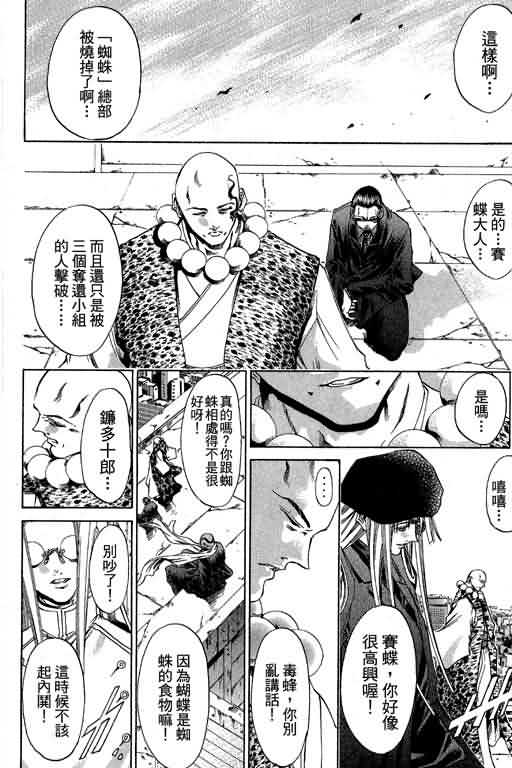 這樣啊…
「蜘蛛」總部
被燒掉了啊…
是的…賽
蝶大人…
而且還只是被
三個奪還小組
的人擊破……
是嗎…
嘻嘻…
賽蝶，你好像
很高興喔！
…
毒蜂，你別
亂講話！
真的嗎？你跟蜘
蛛相處得不是很
好呀！
因為蝴蝶是蜘
蛛的食物嘛！
鐮多十
郎…
別吵了！
這時候不該
起內鬨！